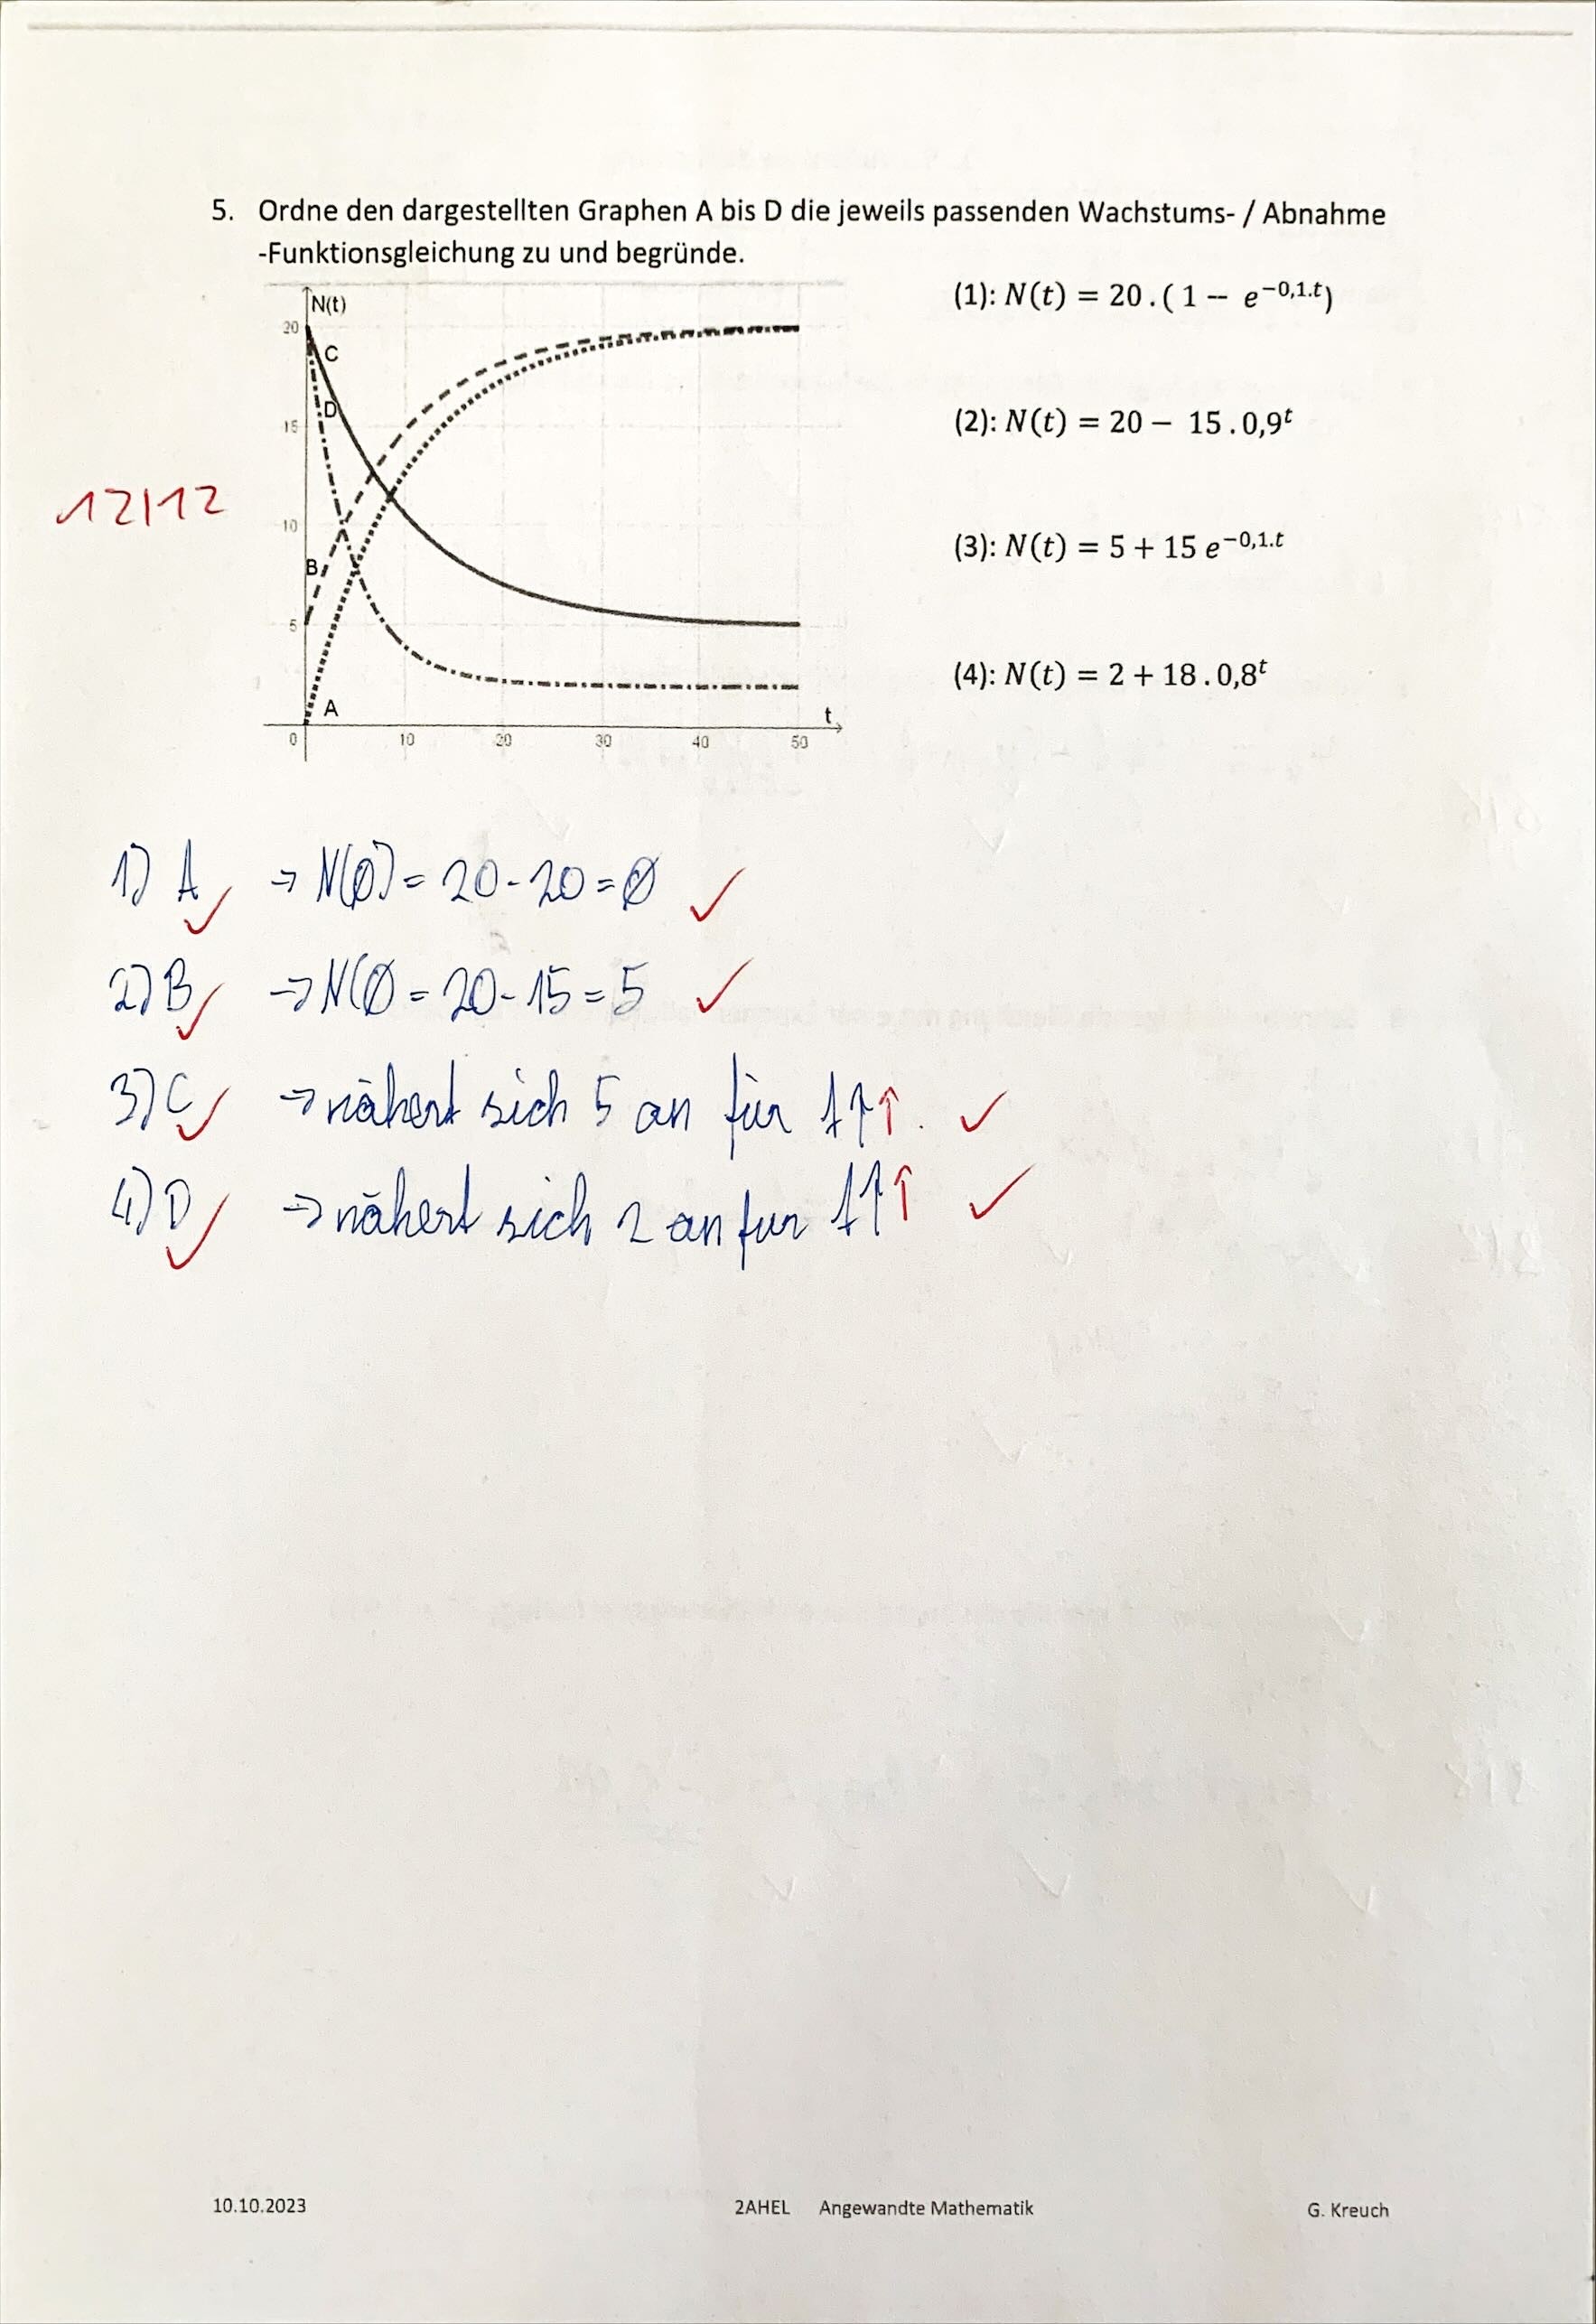 5. Ordne den dargestellten Graphen A bis D die jeweils passenden Wachstums- / Abnahme
-Funktionsgleichung zu und begründe.
N(t)
20
C
D
15
10
B
5
A
t
0 10 20 30 40 50
(1): N(t) = 20 . ( 1 – e^{-0,1.t})
(2): N(t) = 20 – 15 . 0,9^t
(3): N(t) = 5 + 15 e^{-0,1.t}
(4): N(t) = 2 + 18 . 0,8^t
12/12
1) A ✓ → N(Ø) = 20 - 20 = Ø ✓
2) B ✓ → N(Ø = 20 - 15 = 5 ✓
3) C ✓ → nähert sich 5 an für t↑↑. ✓
4) D ✓ → nähert sich 2 an fur t↑↑ ✓
10.10.2023 2AHEL Angewandte Mathematik G. Kreuch